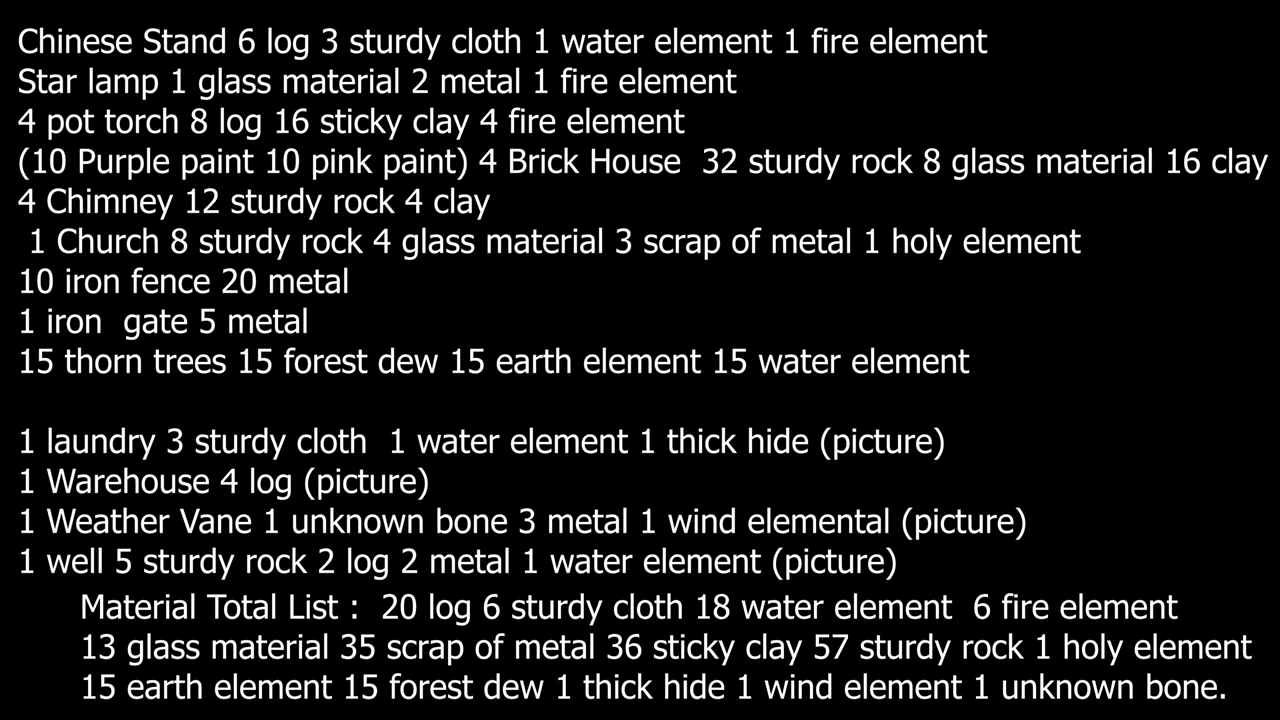 Chinese Stand 6 log 3 sturdy cloth 1 water element 1 fire element
Star lamp 1 glass material 2 metal 1 fire element
4 pot torch 8 log 16 sticky clay 4 fire element
(10 Purple paint 10 pink paint) 4 Brick House 32 sturdy rock 8 glass material 16 clay
4 Chimney 12 sturdy rock 4 clay
1 Church 8 sturdy rock 4 glass material 3 scrap of metal 1 holy element
10 iron fence 20 metal
1 iron gate 5 metal
15 thorn trees 15 forest dew 15 earth element 15 water element
1 laundry 3 sturdy cloth 1 water element 1 thick hide (picture)
1 Warehouse 4 log (picture)
1 Weather Vane 1 unknown bone 3 metal 1 wind elemental (picture)
1 well 5 sturdy rock 2 log 2 metal 1 water element (picture)
Material Total List : 20 log 6 sturdy cloth 18 water element 6 fire element
13 glass material 35 scrap of metal 36 sticky clay 57 sturdy rock 1 holy element
15 earth element 15 forest dew 1 thick hide 1 wind element 1 unknown bone.